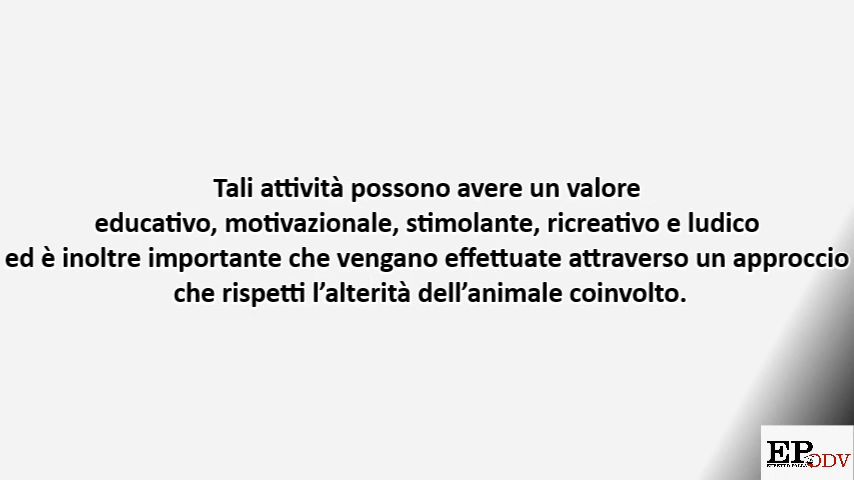 Tali attività possono avere un valore
educativo, motivazionale, stimolante, ricreativo e ludico
ed è inoltre importante che vengano effettuate attraverso un approccio
che rispetti l’alterità dell’animale coinvolto.
EP
ODV